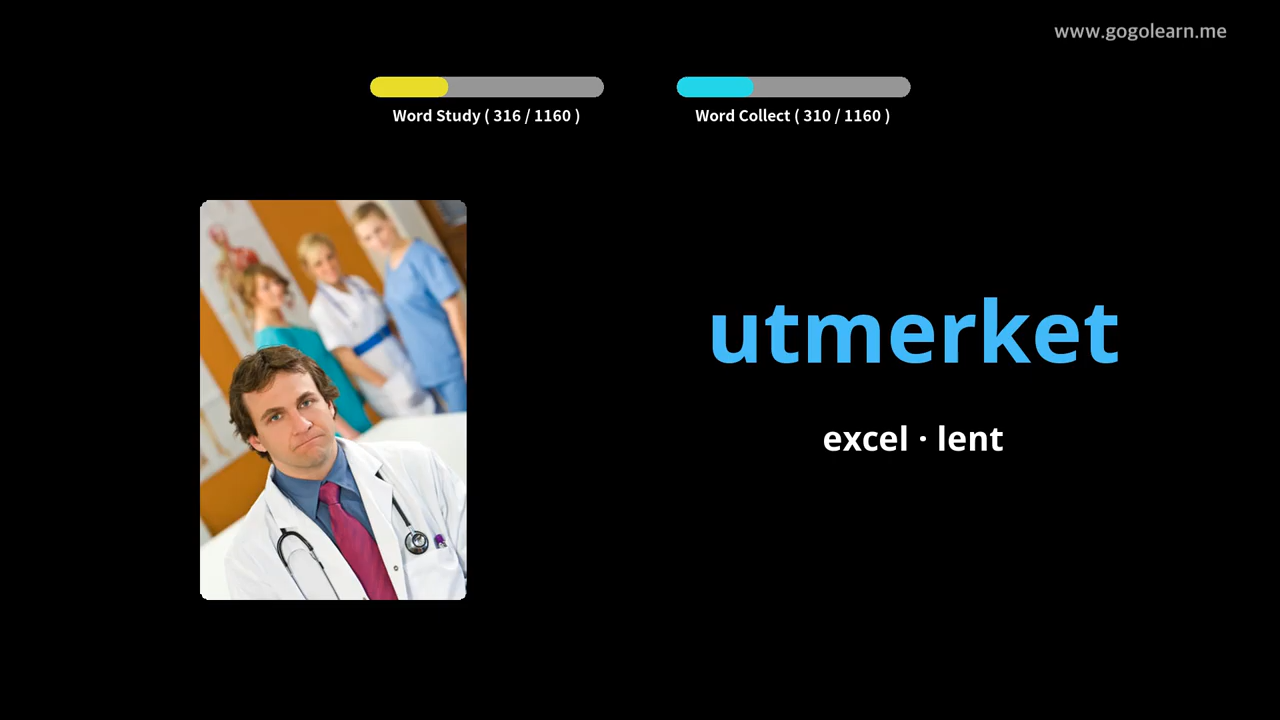 www.gogolearn.me
Word Study ( 316 / 1160 )
Word Collect ( 310 / 1160 )
utmerket
excel · lent